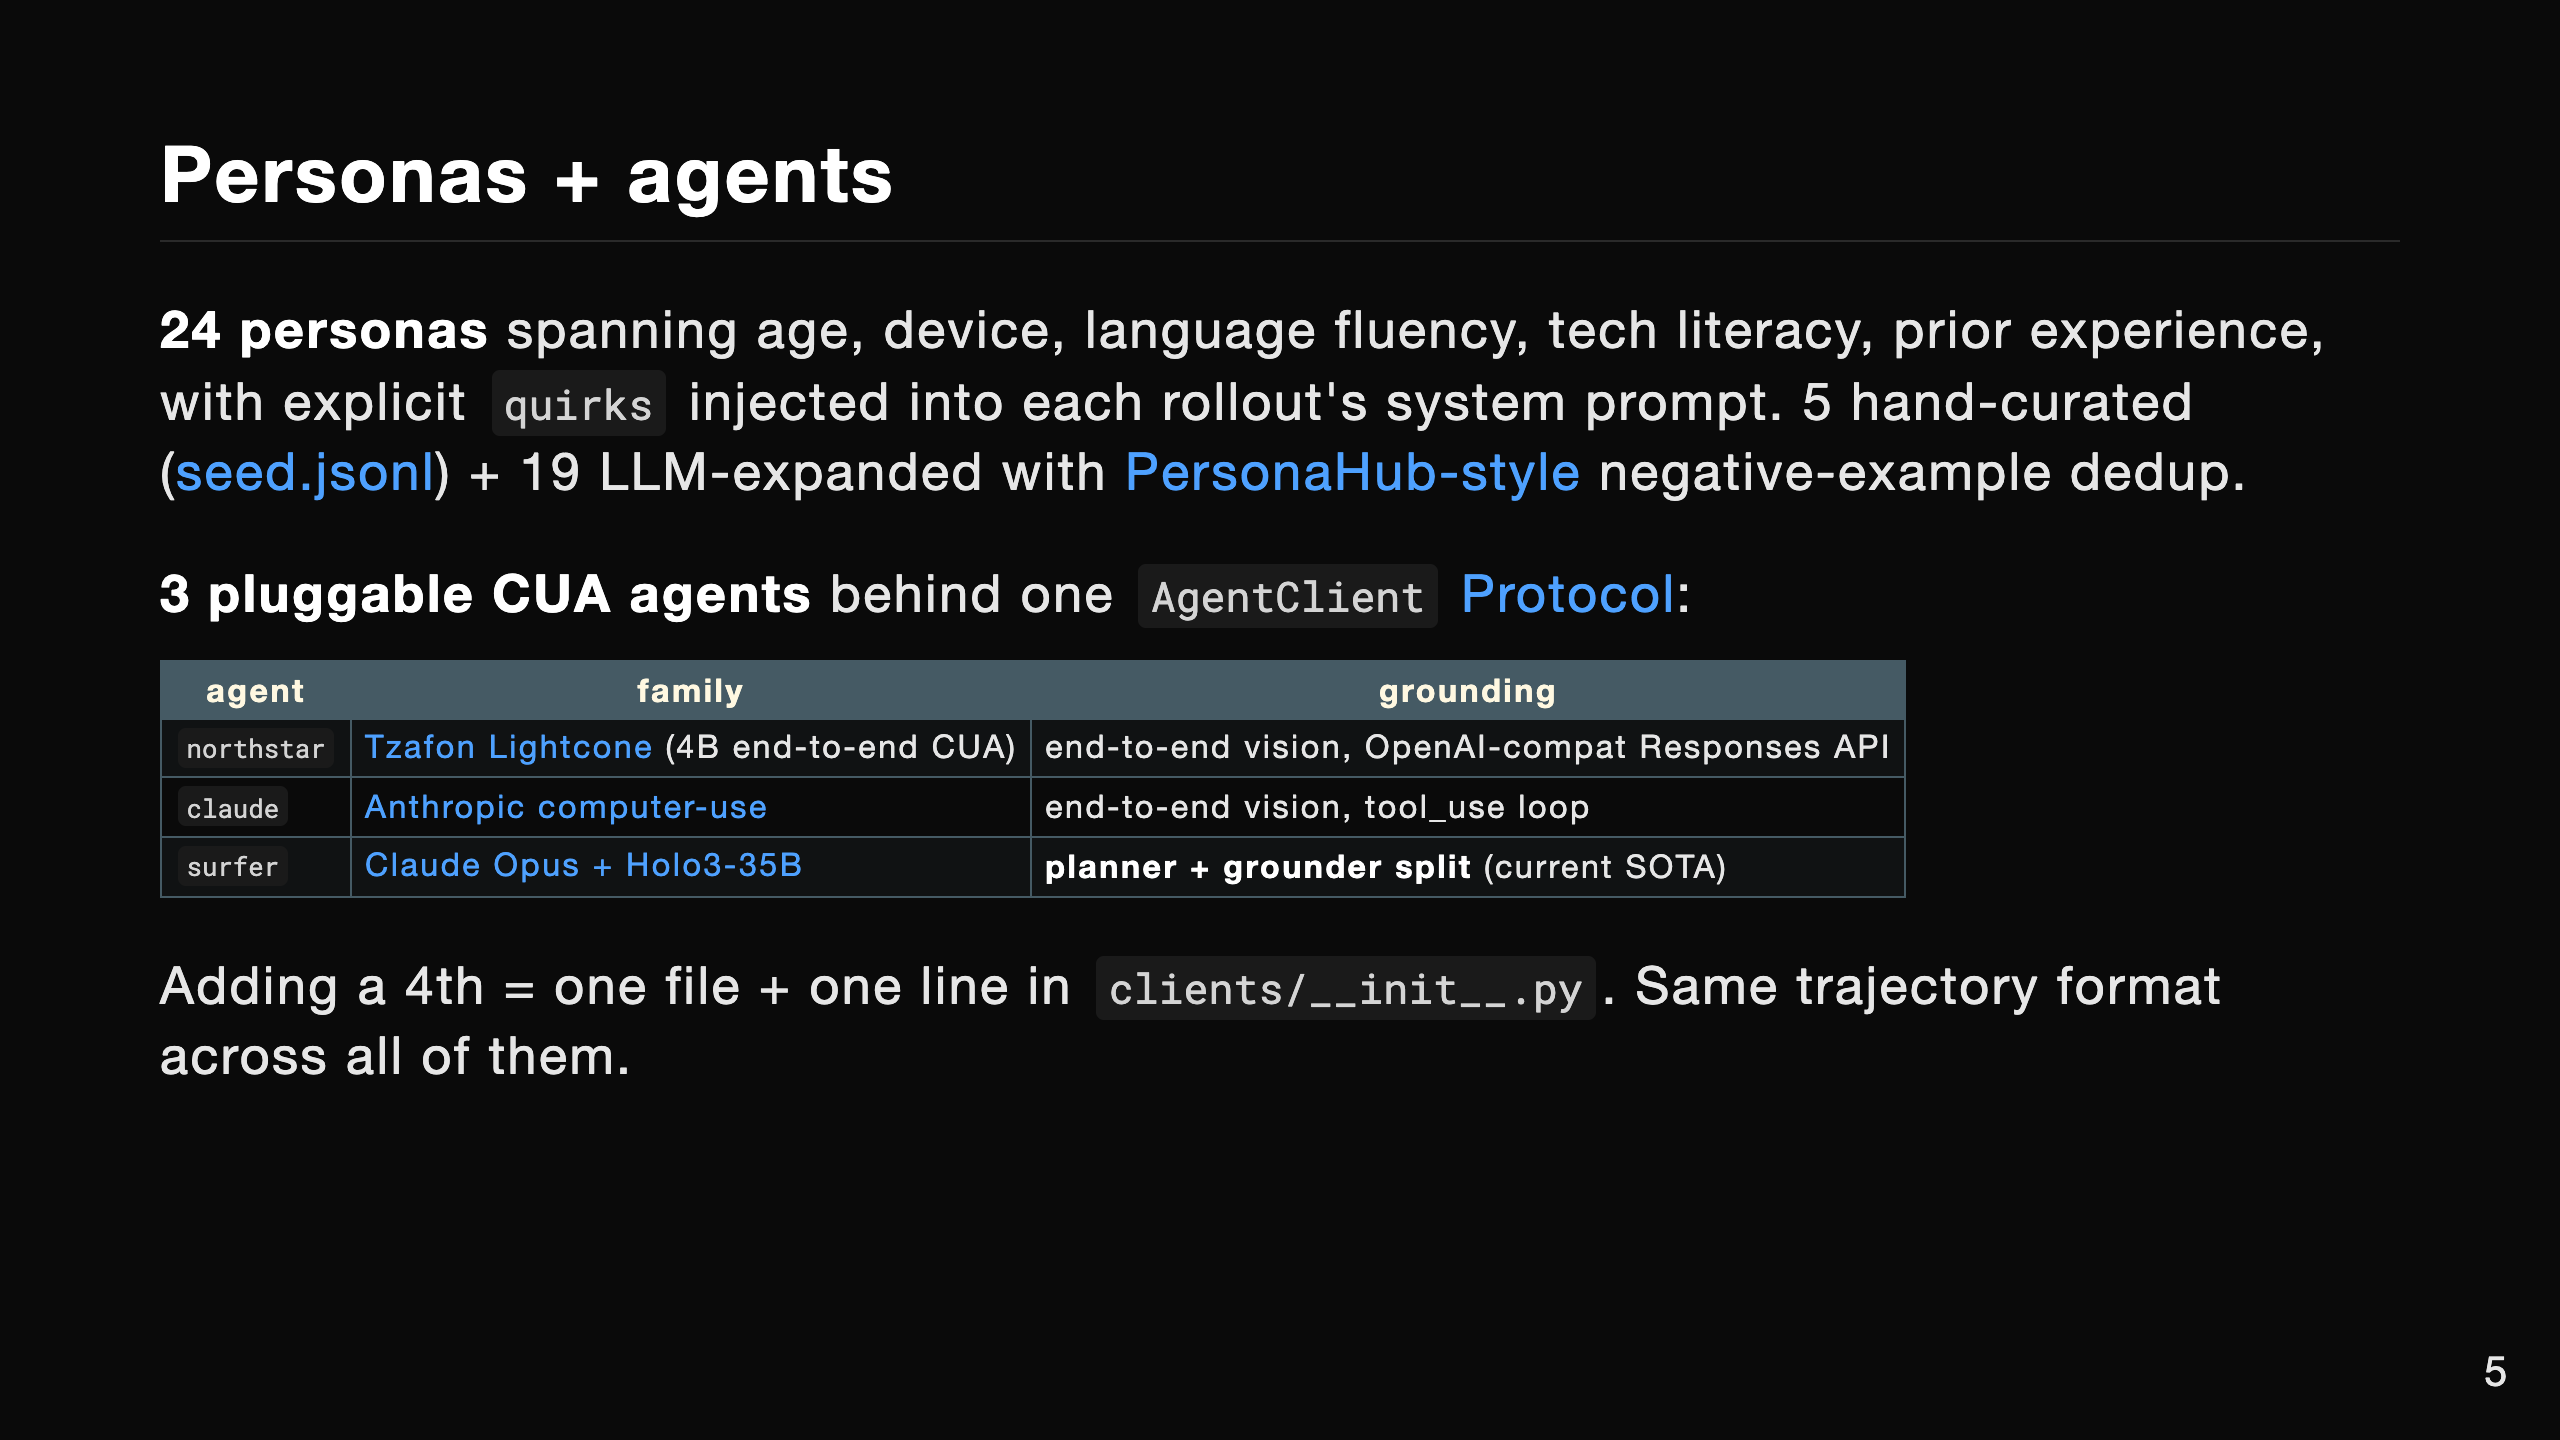 Personas + agents
24 personas spanning age, device, language fluency, tech literacy, prior experience,
with explicit quirks injected into each rollout's system prompt. 5 hand-curated
(seed.jsonl) + 19 LLM-expanded with PersonaHub-style negative-example dedup.
3 pluggable CUA agents behind one AgentClient Protocol:
agent family grounding
northstar Tzafon Lightcone (4B end-to-end CUA) end-to-end vision, OpenAI-compat Responses API
claude Anthropic computer-use end-to-end vision, tool_use loop
surfer Claude Opus + Holo3-35B planner + grounder split (current SOTA)
Adding a 4th = one file + one line in clients/__init__.py. Same trajectory format
across all of them.
5